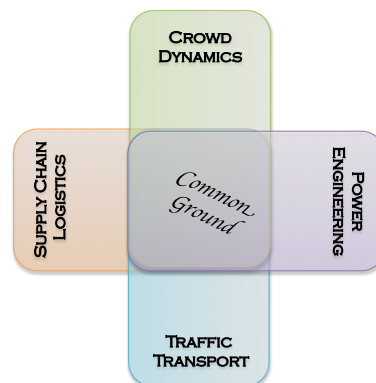 Crowd
Dynamics
Supply Chain
Logistics
Common
Ground
Power
Engineering
Traffic
Transport